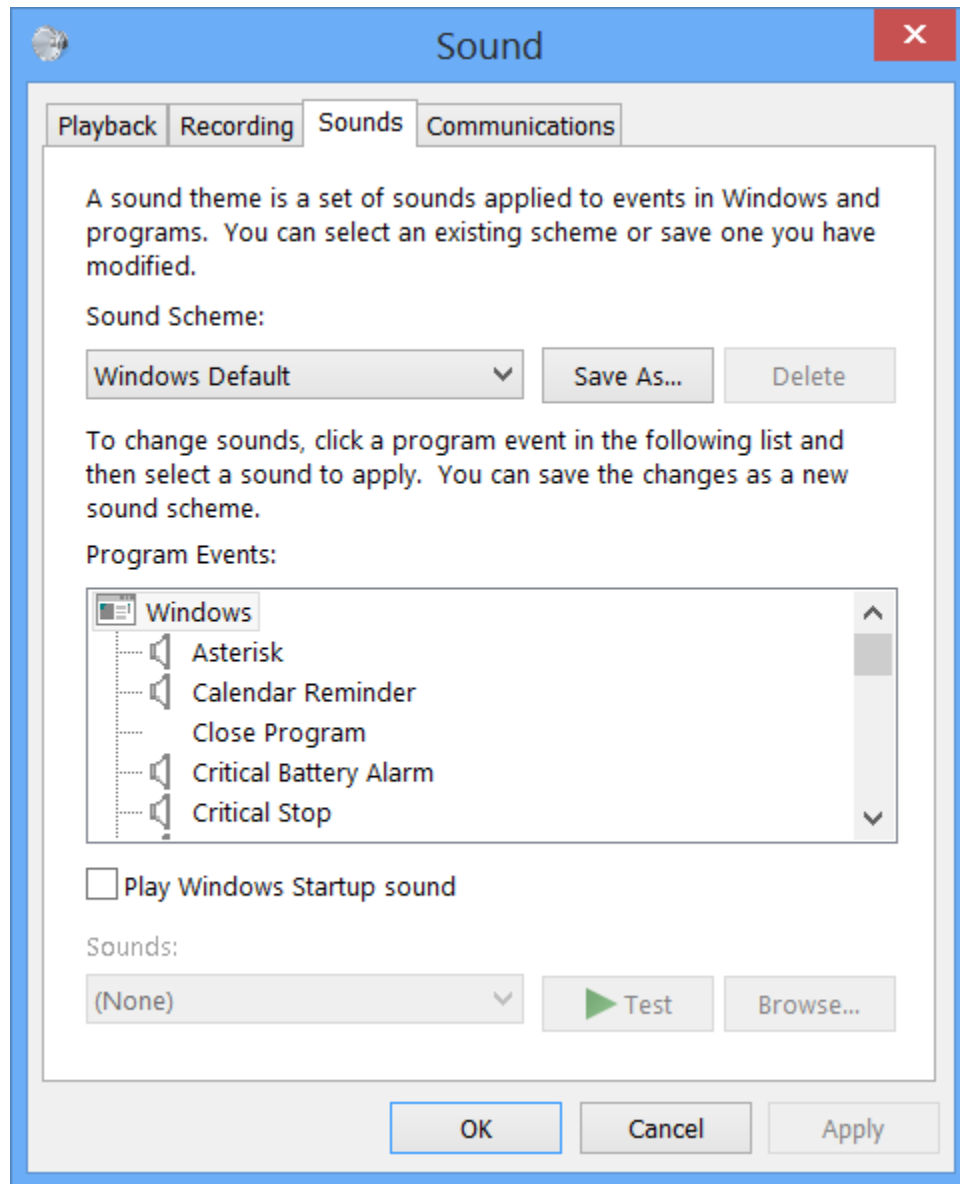 Sound
Playback Recording Sounds Communications
A sound theme is a set of sounds applied to events in Windows and
programs. You can select an existing scheme or save one you have
modified.
Sound Scheme:
Windows Default Save As... Delete
To change sounds, click a program event in the following list and
then select a sound to apply. You can save the changes as a new
sound scheme.
Program Events:
Windows
Asterisk
Calendar Reminder
Close Program
Critical Battery Alarm
Critical Stop
Play Windows Startup sound
Sounds:
(None) Test Browse...
OK Cancel Apply